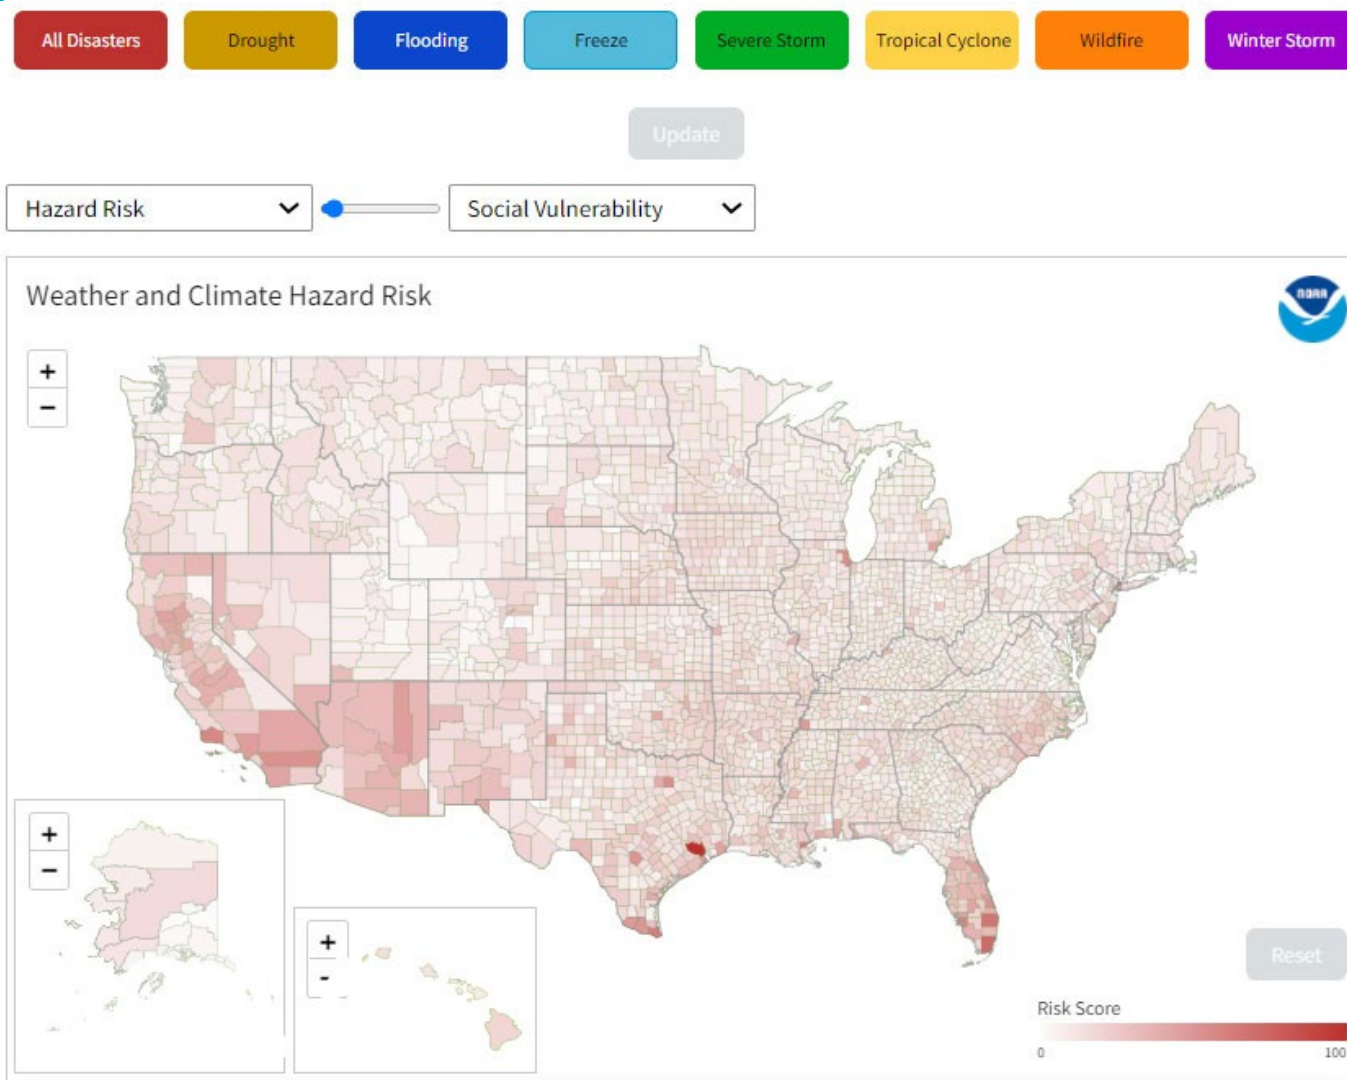 All Disasters Drought Flooding Freeze Severe Storm Tropical Cyclone Wildfire Winter Storm
Update
Hazard Risk Social Vulnerability
Weather and Climate Hazard Risk
NOAA
+
−
+
−
+
-
Reset
Risk Score
0 100